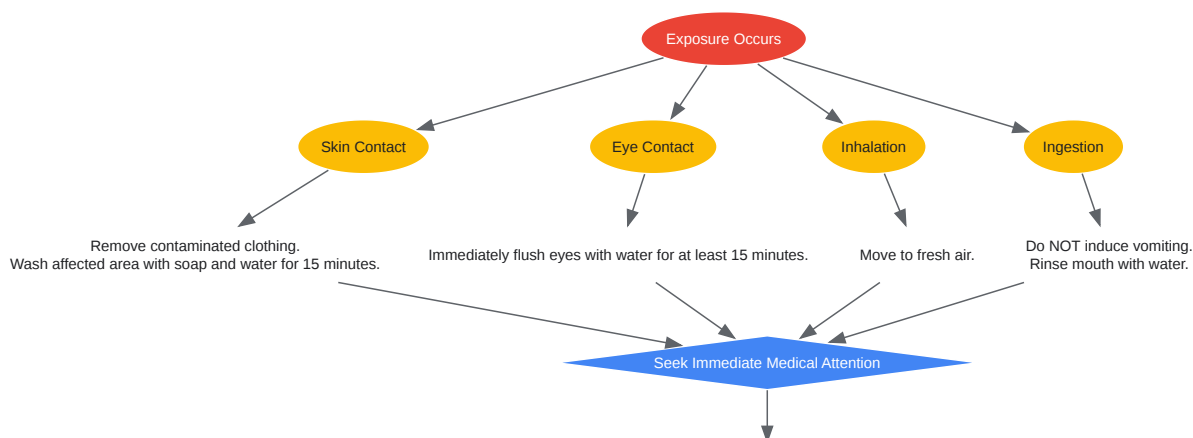 Exposure Occurs
Skin Contact
Eye Contact
Inhalation
Ingestion
Remove contaminated clothing.
Wash affected area with soap and water for 15 minutes.
Immediately flush eyes with water for at least 15 minutes.
Move to fresh air.
Do NOT induce vomiting.
Rinse mouth with water.
Seek Immediate Medical Attention